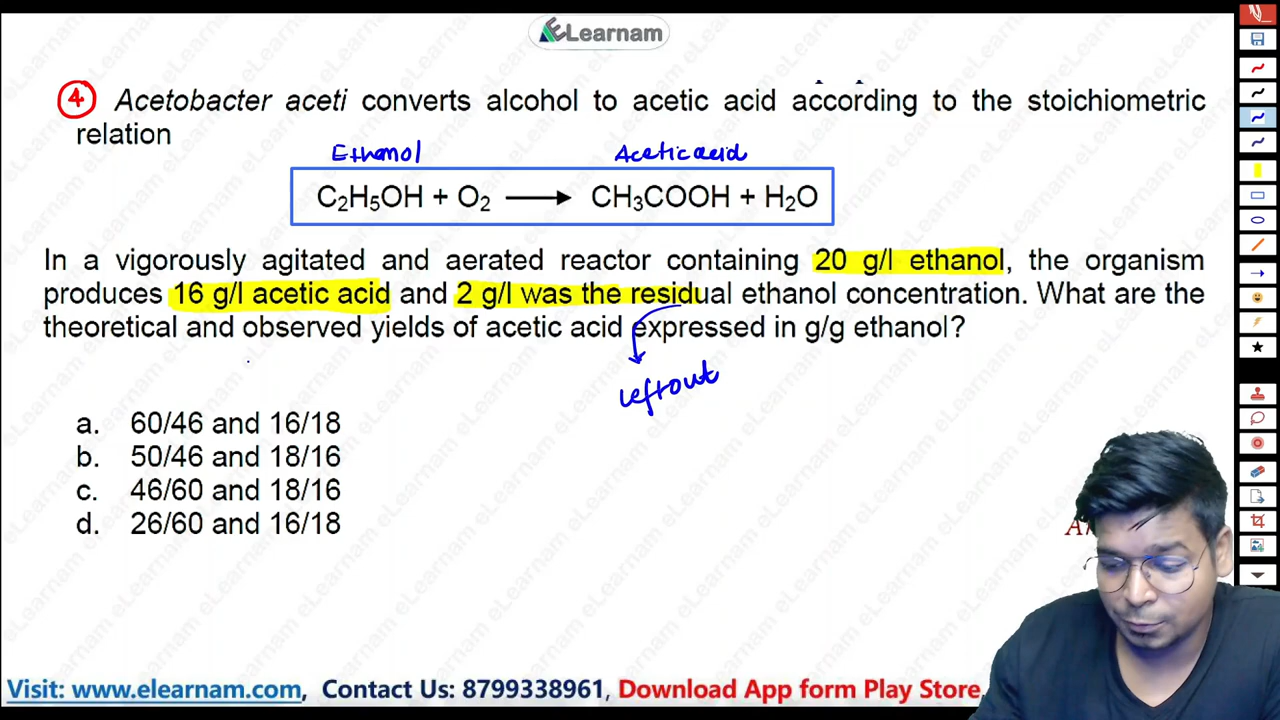 eLearnam
4 Acetobacter aceti converts alcohol to acetic acid according to the stoichiometric
relation
Ethanol Acetic acid
C₂H₅OH + O₂ ⟶ CH₃COOH + H₂O
In a vigorously agitated and aerated reactor containing 20 g/l ethanol, the organism
produces 16 g/l acetic acid and 2 g/l was the residual ethanol concentration. What are the
theoretical and observed yields of acetic acid expressed in g/g ethanol?
leftout
a. 60/46 and 16/18
b. 50/46 and 18/16
c. 46/60 and 18/16
d. 26/60 and 16/18
Visit: www.elearnam.com, Contact Us: 8799338961, Download App form Play Store,